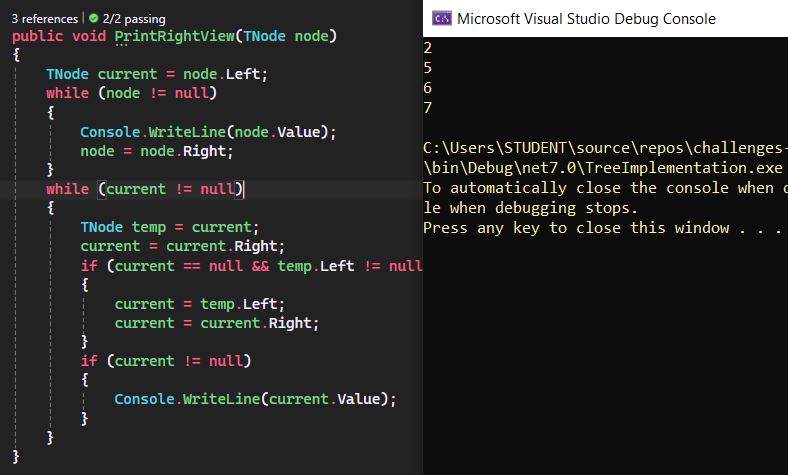 3 references | 2/2 passing
public void PrintRightView(TNode node)
{
TNode current = node.Left;
while (node != null)
{
Console.WriteLine(node.Value);
node = node.Right;
}
while (current != null)
{
TNode temp = current;
current = current.Right;
if (current == null && temp.Left != null
{
current = temp.Left;
current = current.Right;
}
if (current != null)
{
Console.WriteLine(current.Value);
}
}
}
Microsoft Visual Studio Debug Console
2
5
6
7
C:\Users\STUDENT\source\repos\challenges-
\bin\Debug\net7.0\TreeImplementation.exe
To automatically close the console when
le when debugging stops.
Press any key to close this window . . .